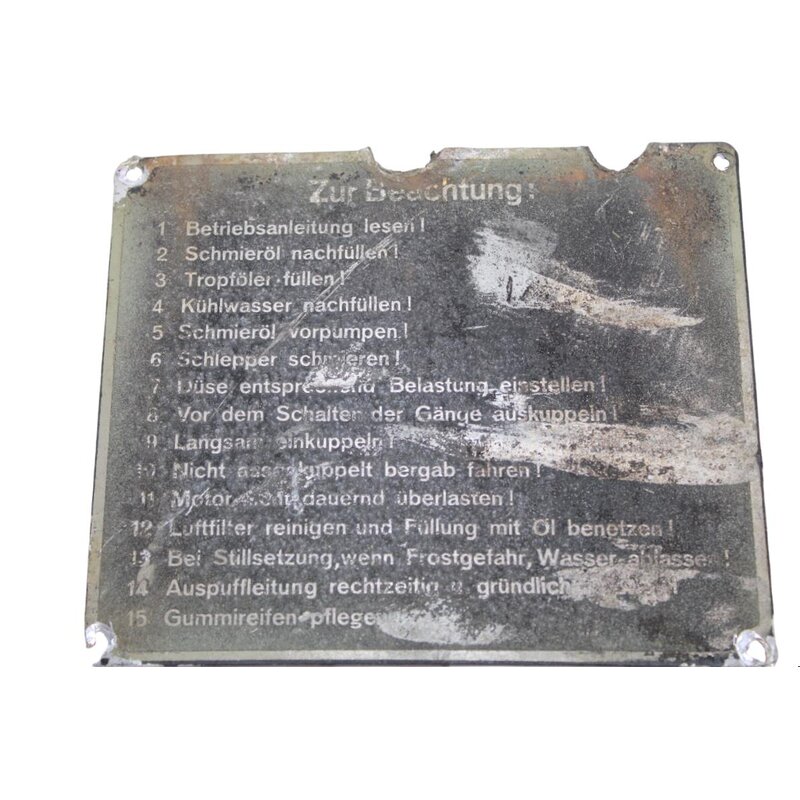 Zur Beachtung!
1 Betriebsanleitung lesen!
2 Schmieröl nachfüllen!
3 Tropföler füllen!
4 Kühlwasser nachfüllen!
5 Schmieröl vorpumpen!
6 Schlepper schmieren!
7 Düse entsprechend Belastung einstellen!
8 Vor dem Schalten der Gänge auskuppeln!
9 Langsam einkuppeln!
10 Nicht ausgekuppelt bergab fahren!
11 Motor dauernd überlasten!
12 Luftfilter reinigen und Füllung mit Öl benetzen!
13 Bei Stillsetzung, wenn Frostgefahr, Wasser ablassen!
14 Auspuffleitung rechtzeitig u. gründlich !
15 Gummireifen pflegen